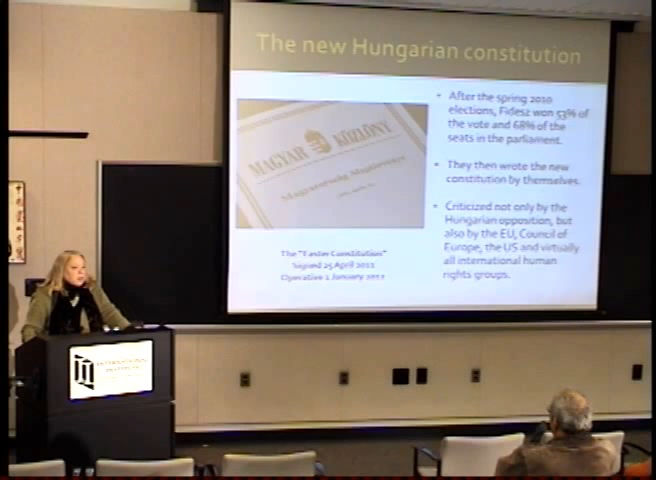 The new Hungarian constitution
MAGYAR KÖZLÖNY
After the spring 2010
elections, Fidesz won 53% of
the vote and 68% of the
seats in the parliament.
They then wrote the new
constitution by themselves.
Criticized not only by the
Hungarian opposition, but
also by the EU, Council of
Europe, the US and virtually
all international human
rights groups.
The "Easter Constitution"
Signed 25 April 2011
Operative 1 January 2012
INTERNATIONAL
INSTITUTE